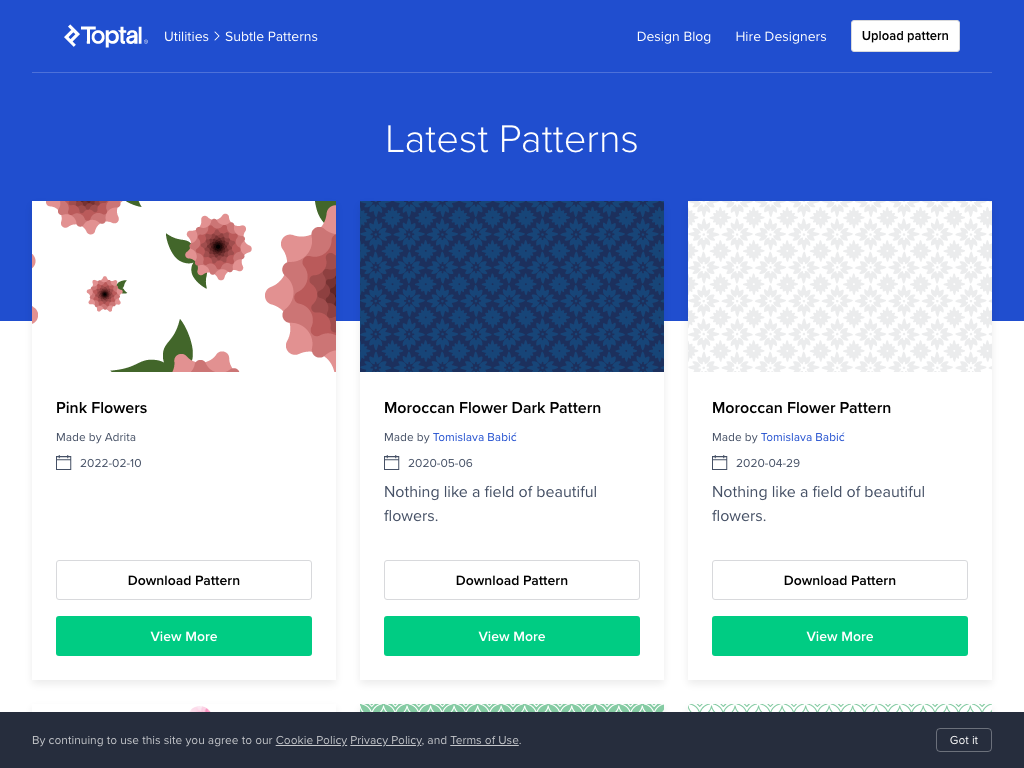 Toptal
Utilities > Subtle Patterns
Design Blog
Hire Designers
Upload pattern
Latest Patterns
Pink Flowers
Made by Adrita
2022-02-10
Download Pattern
View More
Moroccan Flower Dark Pattern
Made by Tomislava Babić
2020-05-06
Nothing like a field of beautiful
flowers.
Download Pattern
View More
Moroccan Flower Pattern
Made by Tomislava Babić
2020-04-29
Nothing like a field of beautiful
flowers.
Download Pattern
View More
By continuing to use this site you agree to our Cookie Policy Privacy Policy, and Terms of Use.
Got it